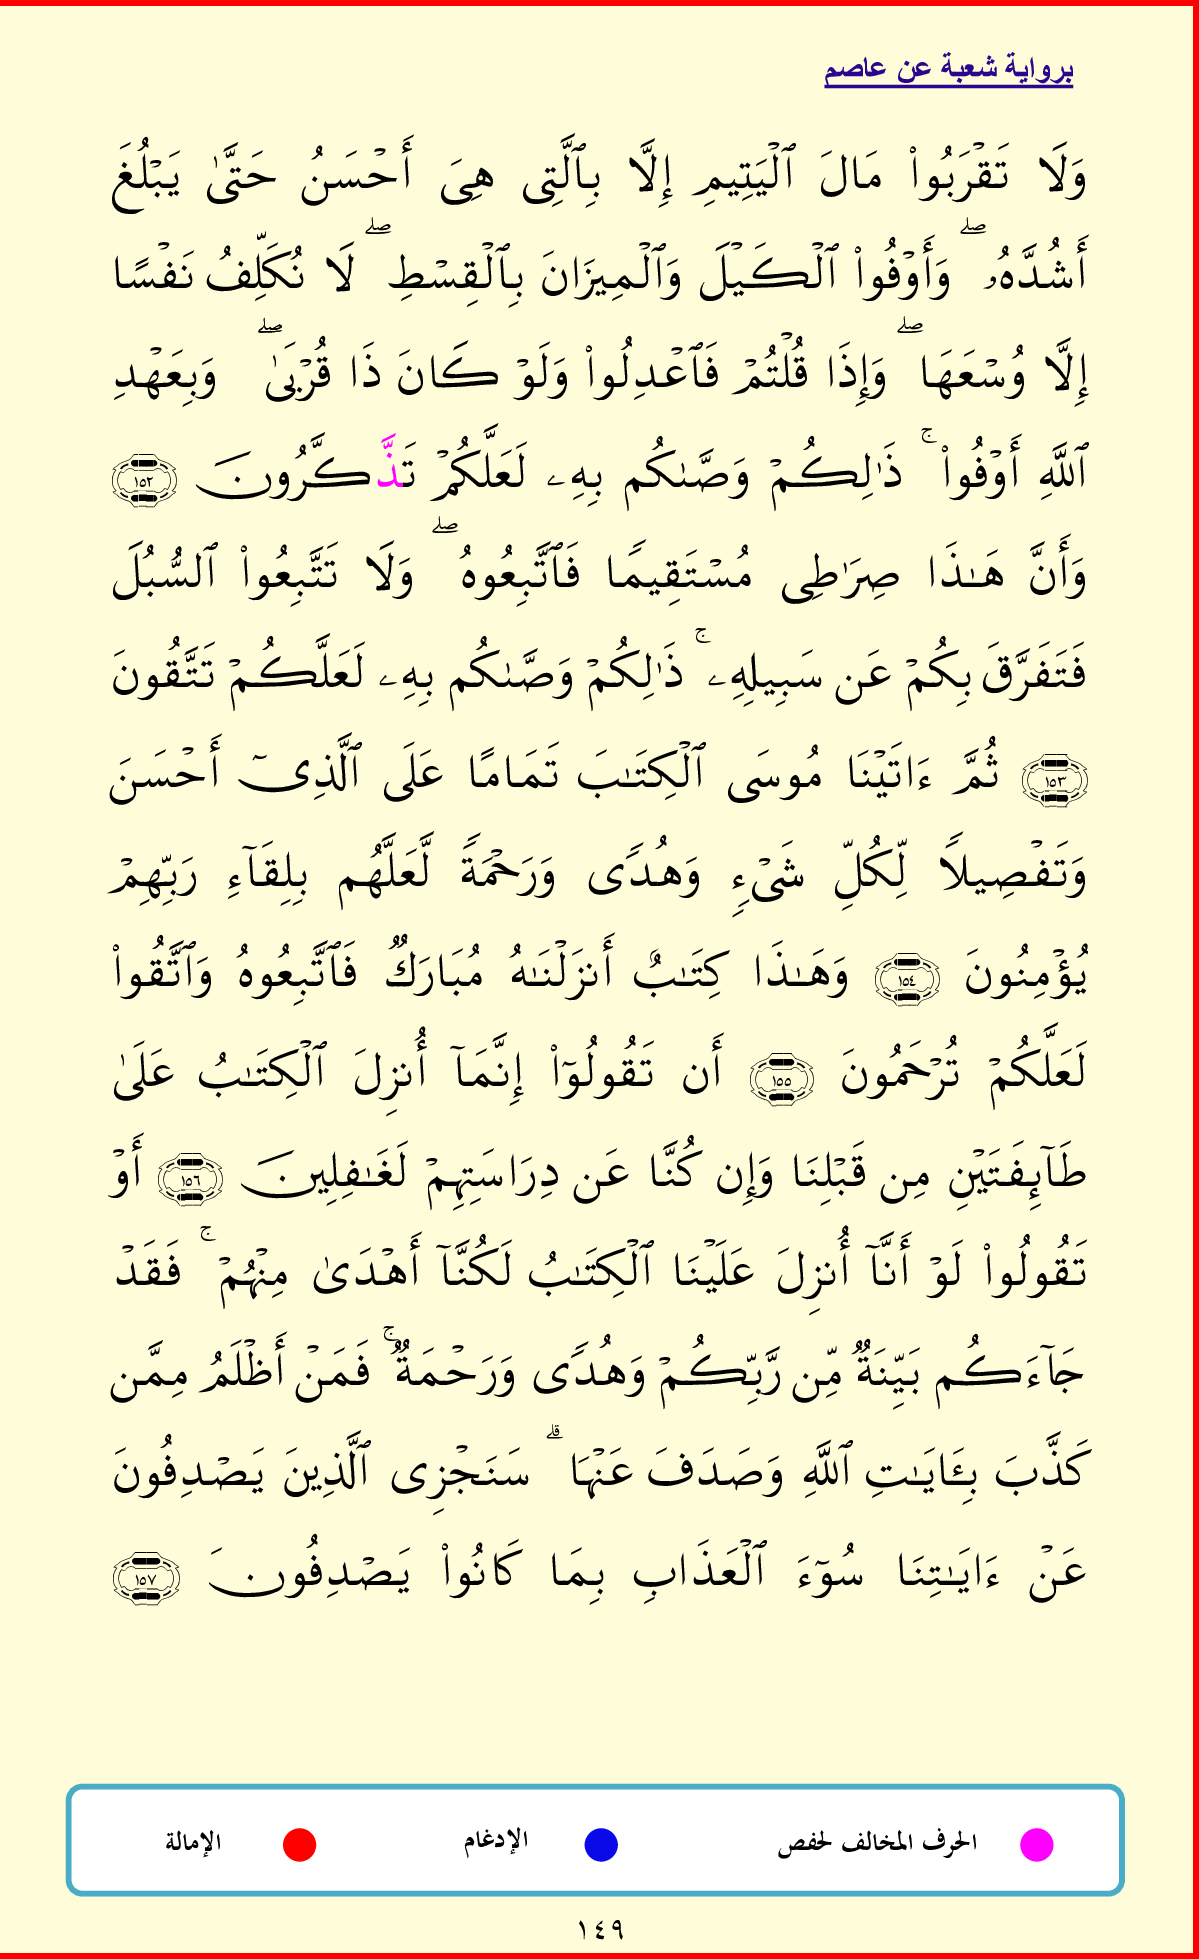 برواية شعبة عن عاصم
وَلَا تَقۡرَبُواْ مَالَ ٱلۡيَتِيمِ إِلَّا بِٱلَّتِى هِىَ أَحۡسَنُ حَتَّىٰ يَبۡلُغَ
أَشُدَّهُۥۖ وَأَوۡفُواْ ٱلۡكَيۡلَ وَٱلۡمِيزَانَ بِٱلۡقِسۡطِۖ لَا نُكَلِّفُ نَفۡسًا
إِلَّا وُسۡعَهَاۖ وَإِذَا قُلۡتُمۡ فَٱعۡدِلُواْ وَلَوۡ كَانَ ذَا قُرۡبَىٰۖ وَبِعَهۡدِ
ٱللَّهِ أَوۡفُواْۚ ذَٰلِكُمۡ وَصَّىٰكُم بِهِۦ لَعَلَّكُمۡ تَذَّكَّرُونَ ١٥٢
وَأَنَّ هَـٰذَا صِرَٰطِى مُسۡتَقِيمًا فَٱتَّبِعُوهُۖ وَلَا تَتَّبِعُواْ ٱلسُّبُلَ
فَتَفَرَّقَ بِكُمۡ عَن سَبِيلِهِۦۚ ذَٰلِكُمۡ وَصَّىٰكُم بِهِۦ لَعَلَّكُمۡ تَتَّقُونَ
١٥٣ ثُمَّ ءَاتَيۡنَا مُوسَى ٱلۡكِتَـٰبَ تَمَامًا عَلَى ٱلَّذِىٓ أَحۡسَنَ
وَتَفۡصِيلًا لِّكُلِّ شَىۡءٍ وَهُدًى وَرَحۡمَةً لَّعَلَّهُم بِلِقَآءِ رَبِّهِمۡ
يُؤۡمِنُونَ ١٥٤ وَهَـٰذَا كِتَـٰبٌ أَنزَلۡنَـٰهُ مُبَارَكٌ فَٱتَّبِعُوهُ وَٱتَّقُواْ
لَعَلَّكُمۡ تُرۡحَمُونَ ١٥٥ أَن تَقُولُوٓاْ إِنَّمَآ أُنزِلَ ٱلۡكِتَـٰبُ عَلَىٰ
طَآئِفَتَيۡنِ مِن قَبۡلِنَا وَإِن كُنَّا عَن دِرَاسَتِهِمۡ لَغَـٰفِلِينَ ١٥٦ أَوۡ
تَقُولُواْ لَوۡ أَنَّآ أُنزِلَ عَلَيۡنَا ٱلۡكِتَـٰبُ لَكُنَّآ أَهۡدَىٰ مِنۡهُمۡۚ فَقَدۡ
جَآءَكُم بَيِّنَةٌ مِّن رَّبِّكُمۡ وَهُدًى وَرَحۡمَةٌۚ فَمَنۡ أَظۡلَمُ مِمَّن
كَذَّبَ بِـَٔايَـٰتِ ٱللَّهِ وَصَدَفَ عَنۡهَاۗ سَنَجۡزِى ٱلَّذِينَ يَصۡدِفُونَ
عَنۡ ءَايَـٰتِنَا سُوٓءَ ٱلۡعَذَابِ بِمَا كَانُواْ يَصۡدِفُونَ ١٥٧
الحرف المخالف لحفص الإدغام الإمالة
١٤٩